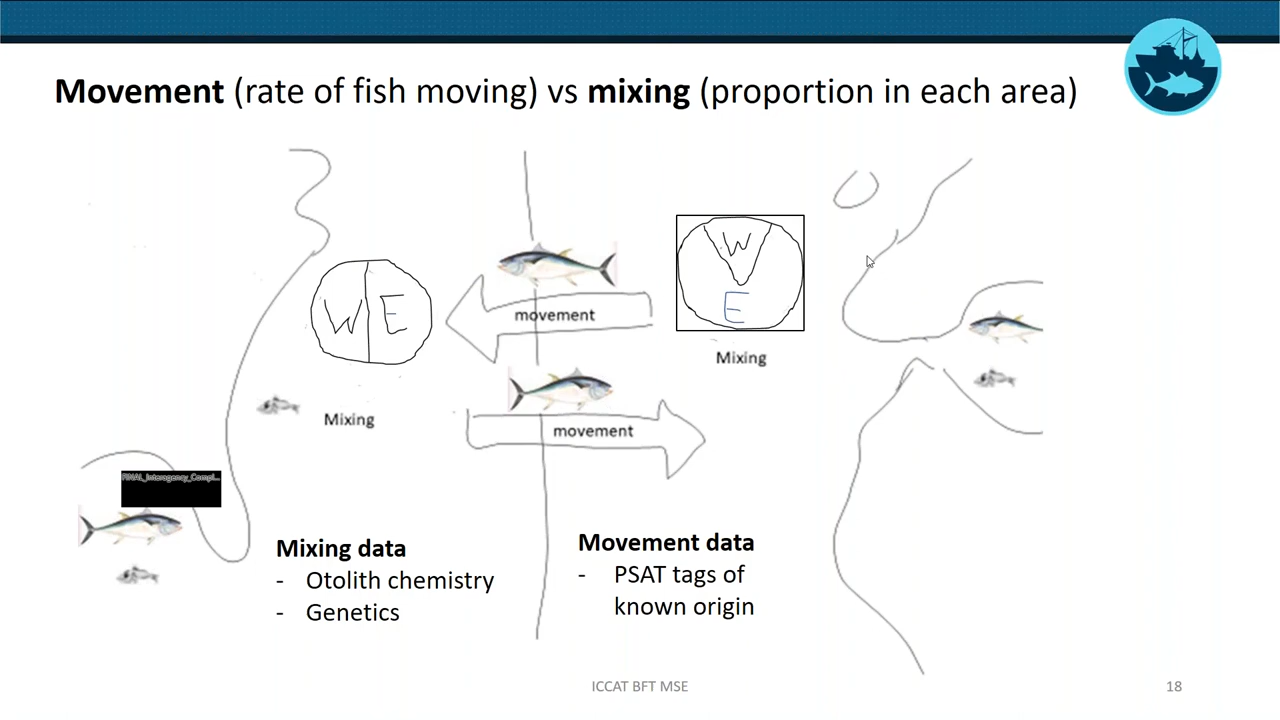 Movement (rate of fish moving) vs mixing (proportion in each area)
W
E
movement
W
E
Mixing
Mixing
movement
FINAL_Interagency_Compl...
Mixing data
- Otolith chemistry
- Genetics
Movement data
- PSAT tags of
known origin
ICCAT BFT MSE
18